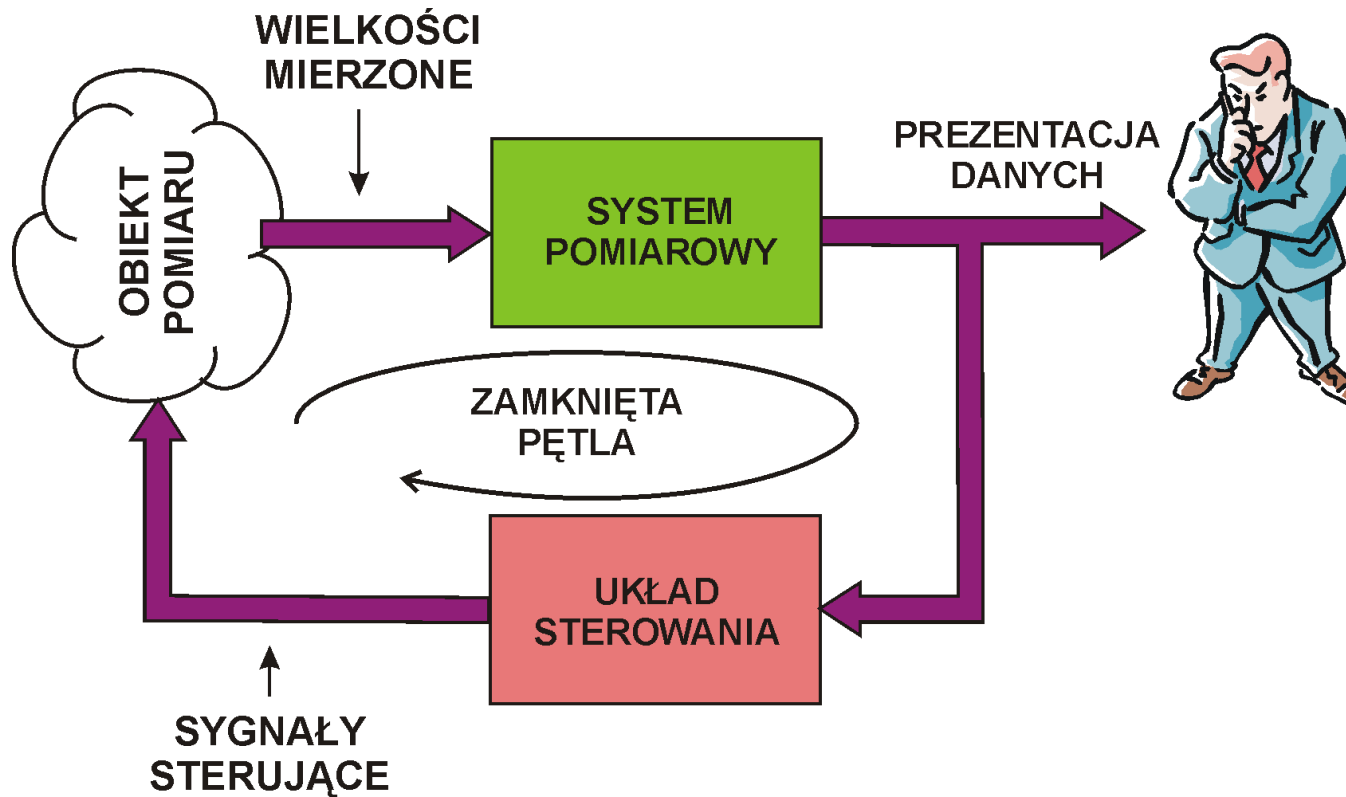 WIELKOŚCI
MIERZONE
OBIEKT
POMIARU
SYSTEM
POMIAROWY
PREZENTACJA
DANYCH
ZAMKNIĘTA
PĘTLA
UKŁAD
STEROWANIA
SYGNAŁY
STERUJĄCE